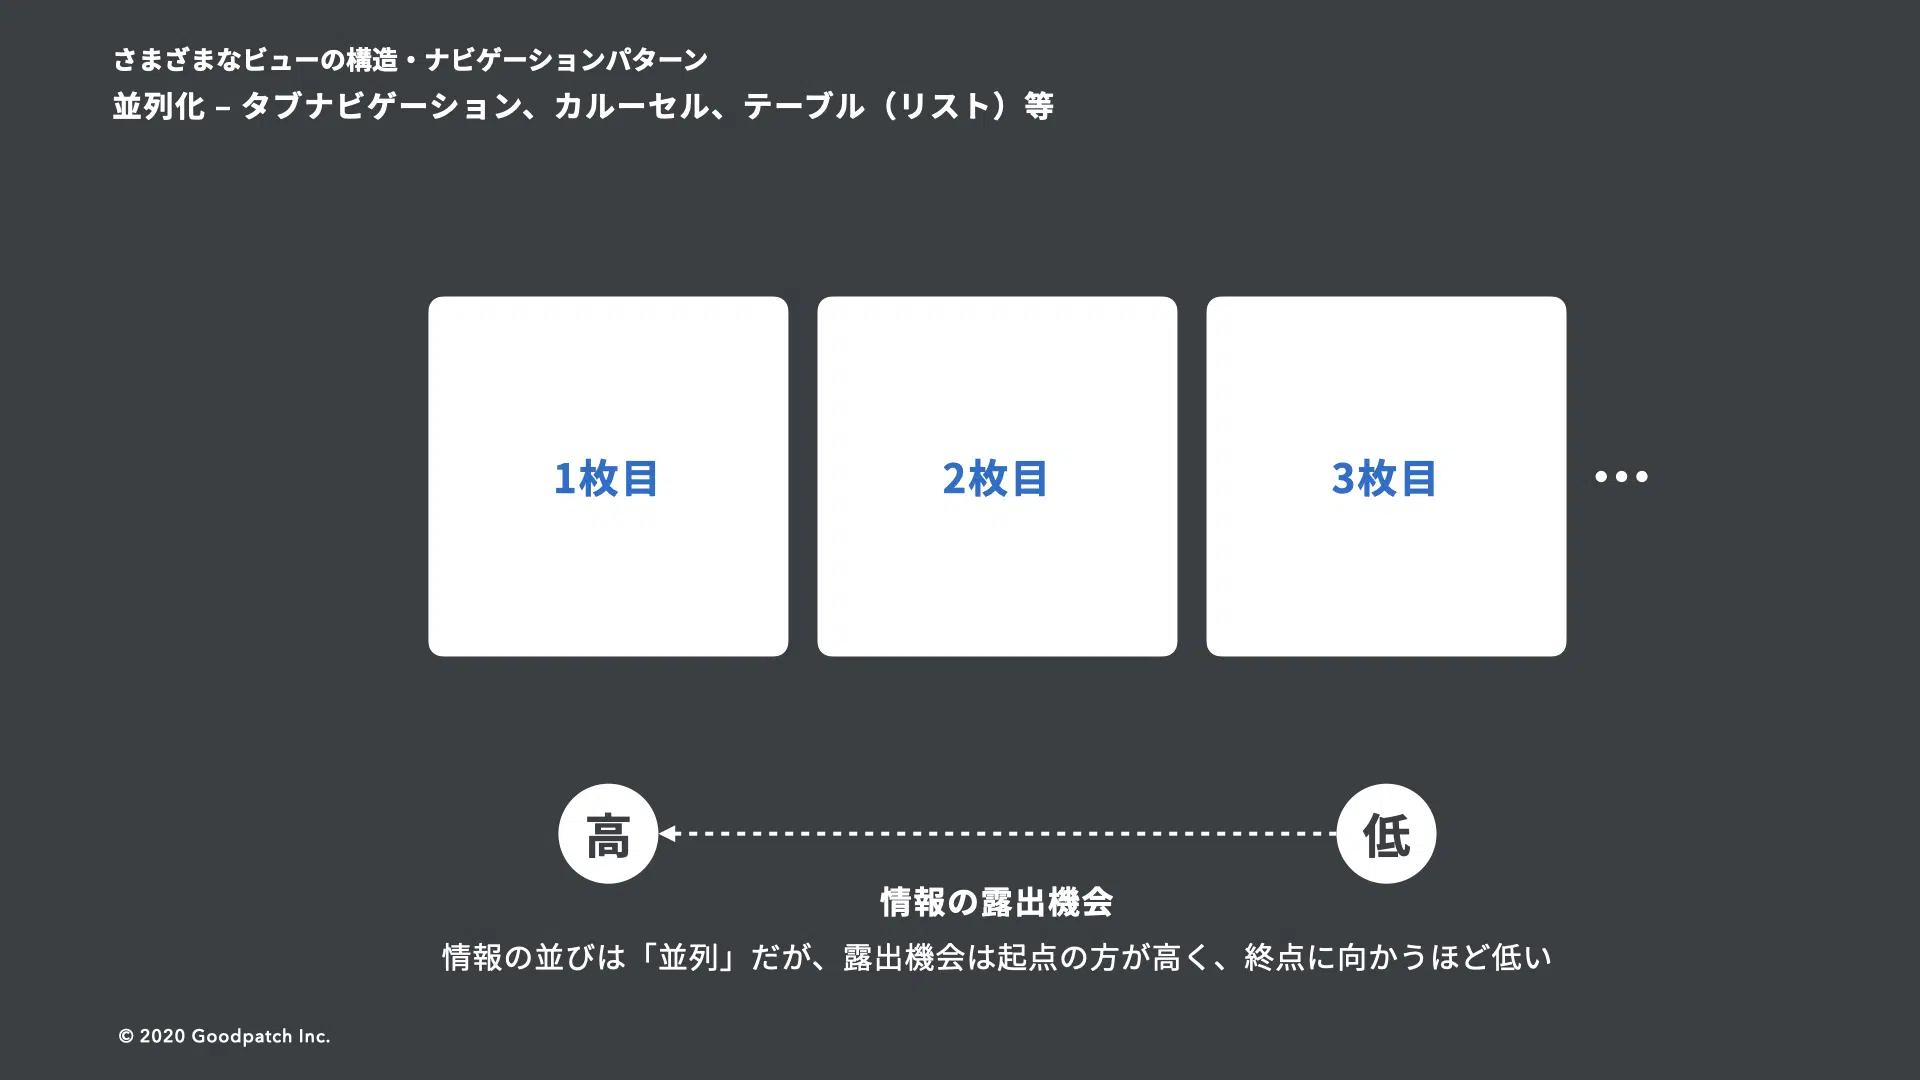 さまざまなビューの構造・ナビゲーションパターン
並列化 – タブナビゲーション、カルーセル、テーブル（リスト）等
1枚目
2枚目
3枚目
•••
高
低
情報の露出機会
情報の並びは「並列」だが、露出機会は起点の方が高く、終点に向かうほど低い
© 2020 Goodpatch Inc.